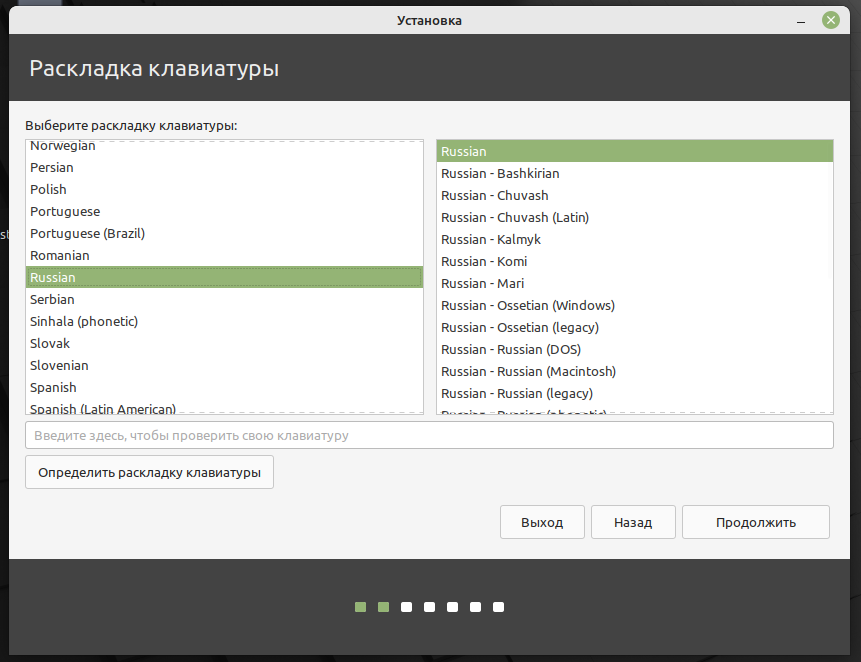 Установка
Раскладка клавиатуры
Выберите раскладку клавиатуры:
Norwegian
Persian
Polish
Portuguese
Portuguese (Brazil)
Romanian
Russian
Serbian
Sinhala (phonetic)
Slovak
Slovenian
Spanish
Spanish (Latin American)
Russian
Russian - Bashkirian
Russian - Chuvash
Russian - Chuvash (Latin)
Russian - Kalmyk
Russian - Komi
Russian - Mari
Russian - Ossetian (Windows)
Russian - Ossetian (legacy)
Russian - Russian (DOS)
Russian - Russian (Macintosh)
Russian - Russian (legacy)
Russian - Russian (phonetic)
Введите здесь, чтобы проверить свою клавиатуру
Определить раскладку клавиатуры
Выход
Назад
Продолжить